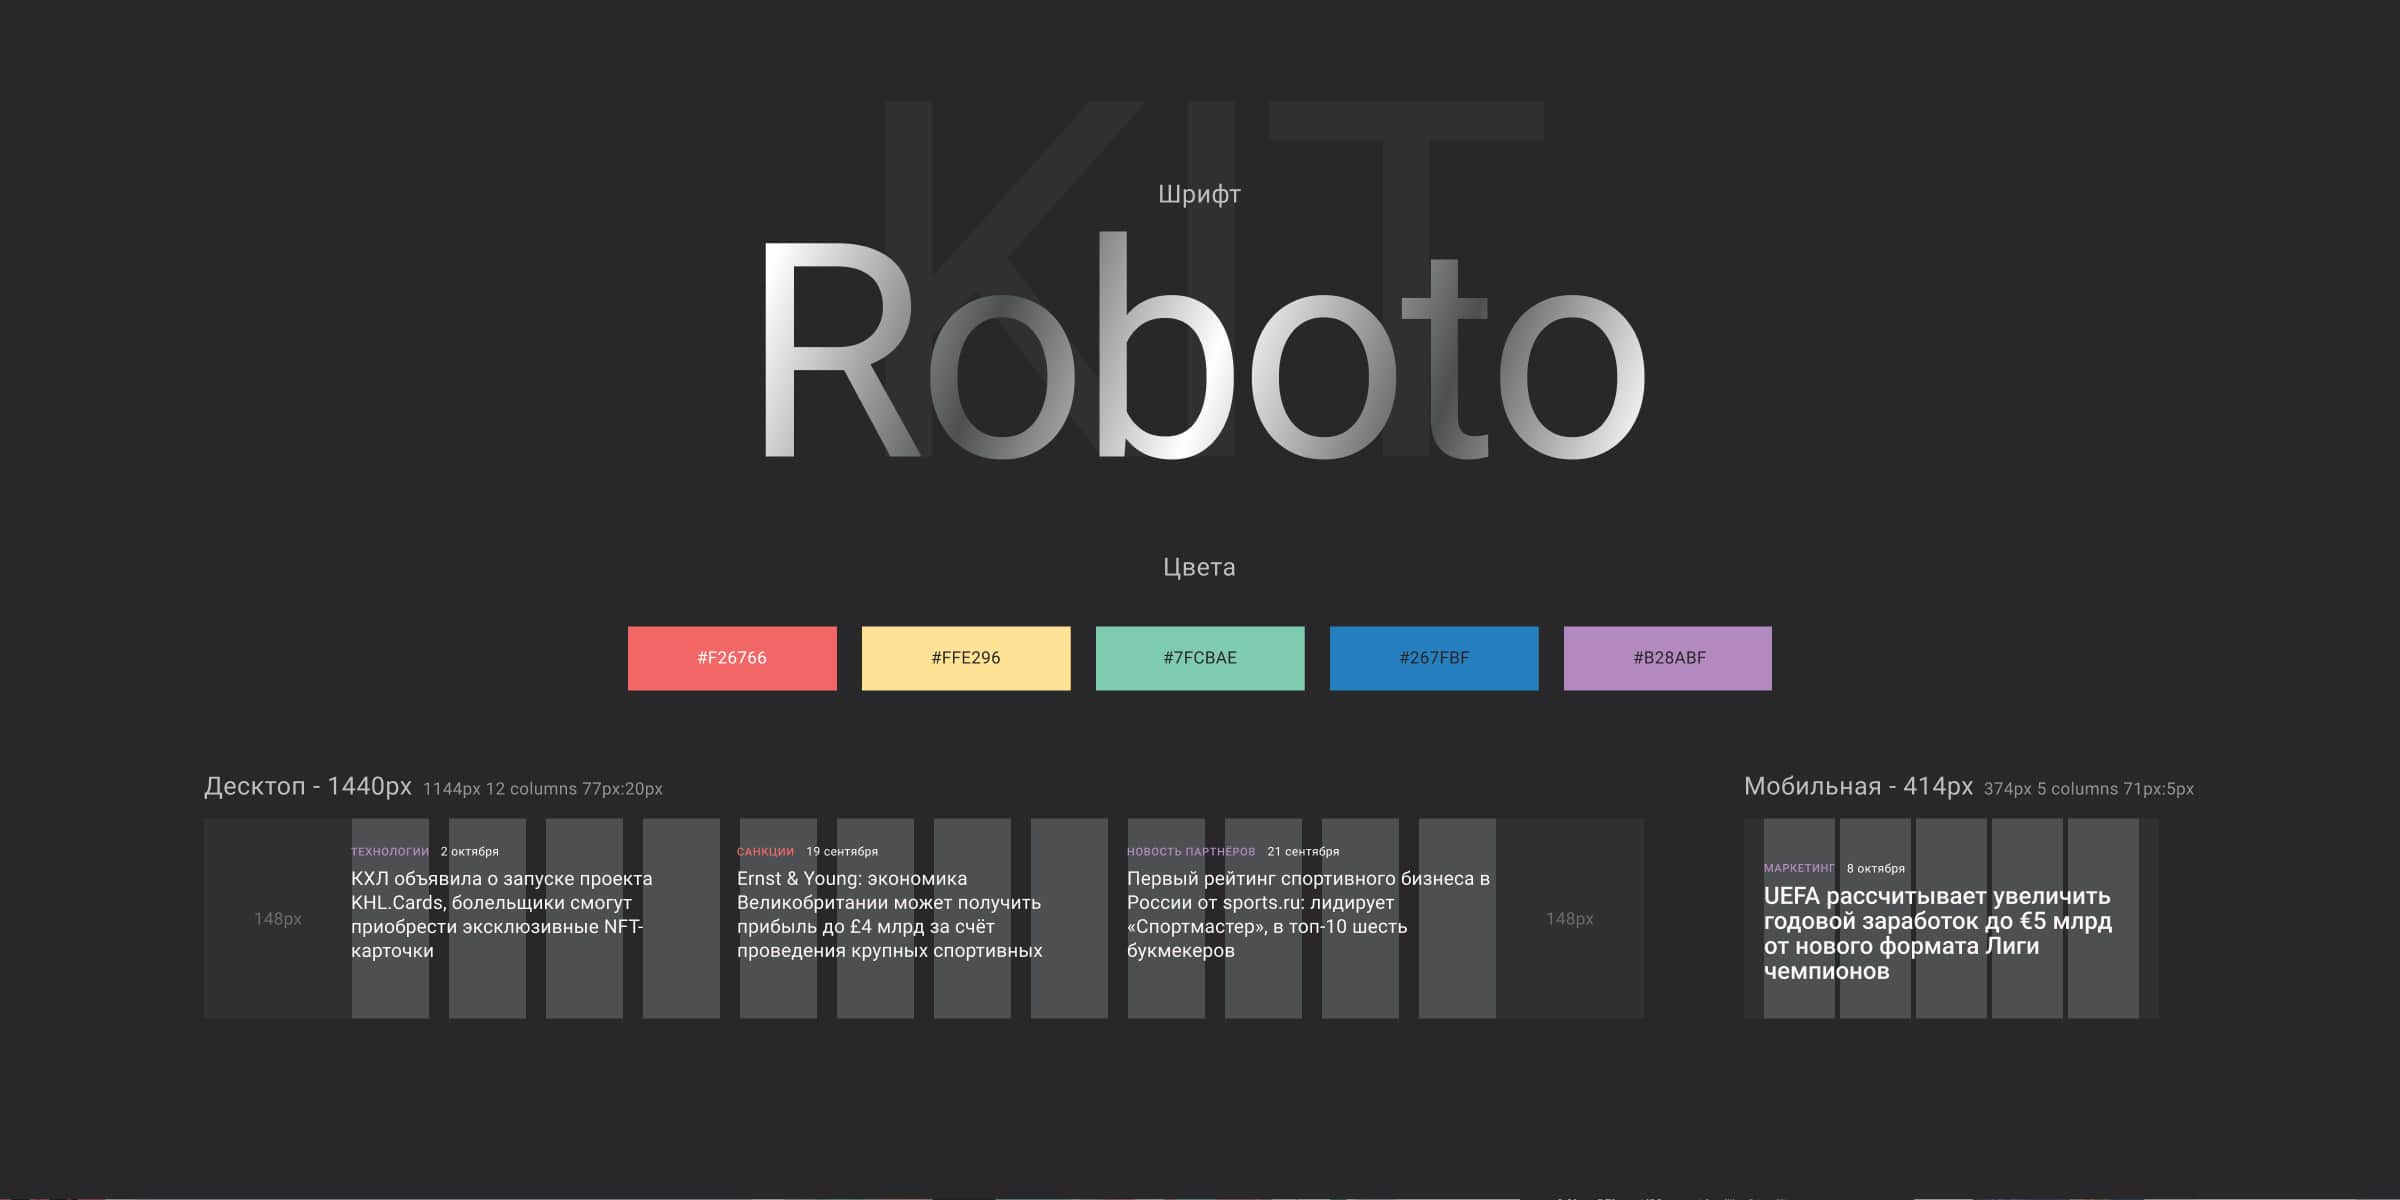 KIT
Шрифт
Roboto
Цвета
#F26766
#FFE296
#7FCBAE
#267FBF
#B28ABF
Десктоп - 1440px 1144px 12 columns 77px:20px
148px
ТЕХНОЛОГИИ 2 октября
КХЛ объявила о запуске проекта
KHL.Cards, болельщики смогут
приобрести эксклюзивные NFT-
карточки
САНКЦИИ 19 сентября
Ernst & Young: экономика
Великобритании может получить
прибыль до £4 млрд за счёт
проведения крупных спортивных
НОВОСТЬ ПАРТНЁРОВ 21 сентября
Первый рейтинг спортивного бизнеса в
России от sports.ru: лидирует
«Спортмастер», в топ-10 шесть
букмекеров
148px
Мобильная - 414px 374px 5 columns 71px:5px
МАРКЕТИНГ 8 октября
UEFA рассчитывает увеличить
годовой заработок до €5 млрд
от нового формата Лиги
чемпионов